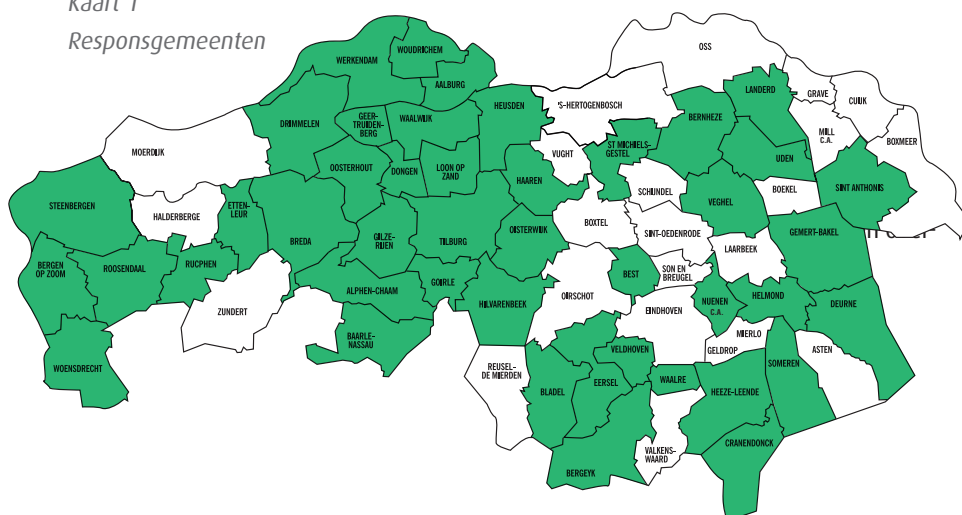 Kaart 1
Responsgemeenten
OSS
WOUDRICHEM
WERKENDAM
AALBURG
LANDERD
GRAVE
CUIJK
HEUSDEN
'S-HERTOGENBOSCH
DRIMMELEN
GEER-
TRUIDEN-
BERG
WAALWIJK
BERNHEZE
MILL
C.A.
BOXMEER
MOERDIJK
VUGHT
ST MICHIELS-
GESTEL
UDEN
OOSTERHOUT
DONGEN
LOON OP
ZAND
HAAREN
SCHIJNDEL
BOEKEL
SINT ANTHONIS
STEENBERGEN
HALDERBERGE
ETTEN-
LEUR
VEGHEL
BOXTEL
GEMERT-BAKEL
BREDA
GILZE-
RIJEN
TILBURG
OISTERWIJK
SINT-OEDENRODE
LAARBEEK
BERGEN
OP ZOOM
ROOSENDAAL
RUCPHEN
BEST
SON EN
BREUGEL
ALPHEN-CHAAM
GOIRLE
HILVARENBEEK
OIRSCHOT
NUENEN
C.A.
HELMOND
DEURNE
ZUNDERT
EINDHOVEN
BAARLE-
NASSAU
MIERLO
GELDROP
ASTEN
WOENSDRECHT
REUSEL-
DE MIERDEN
VELDHOVEN
SOMEREN
BLADEL
EERSEL
WAALRE
HEEZE-LEENDE
CRANENDONCK
VALKENS-
WAARD
BERGEYK